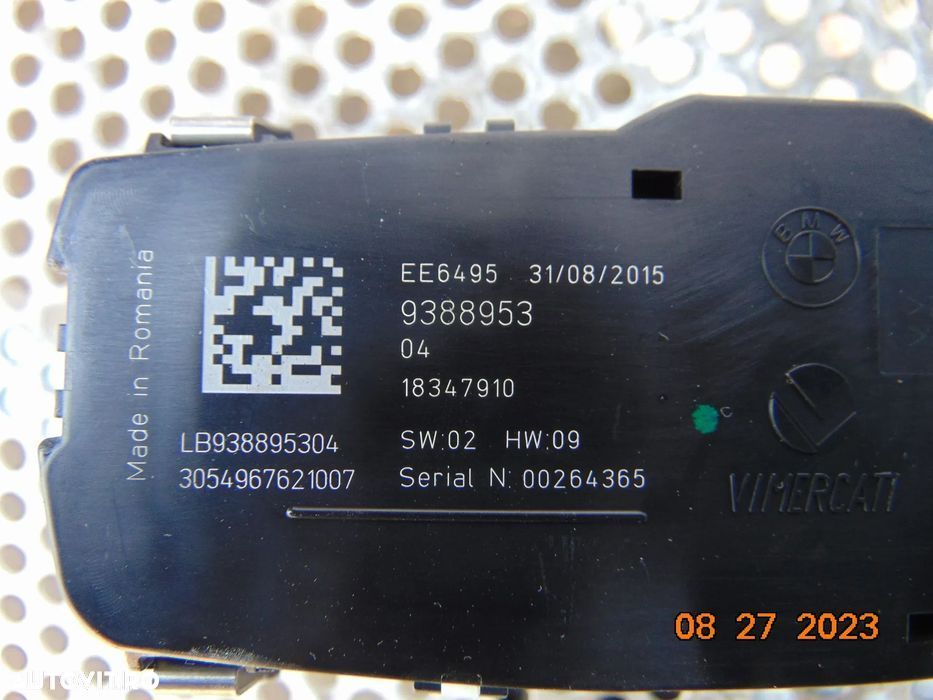 BMW
EE6495 31/08/2015
9388953
04
18347910
Made in Romania
LB938895304 SW:02 HW:09
3054967621007 Serial N: 00264365
C
VIMERCATI
08 27 2023
AUTOVITRO